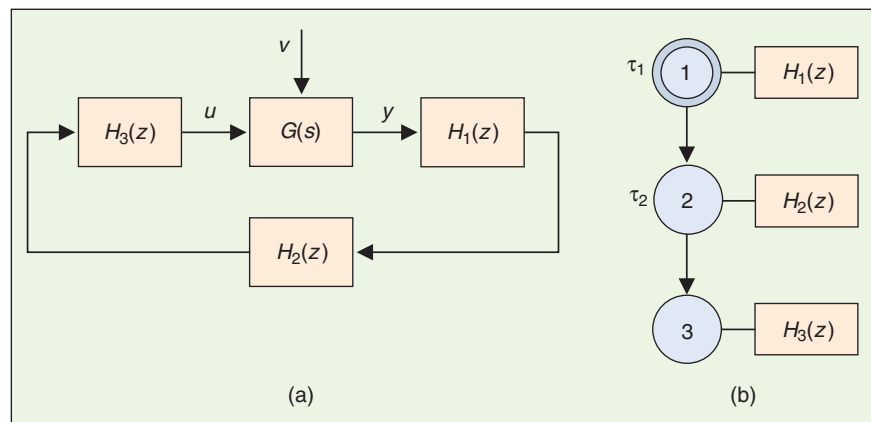 v
H3(z)
u
G(s)
y
H1(z)
H2(z)
(a)
τ1
1
H1(z)
τ2
2
H2(z)
3
H3(z)
(b)